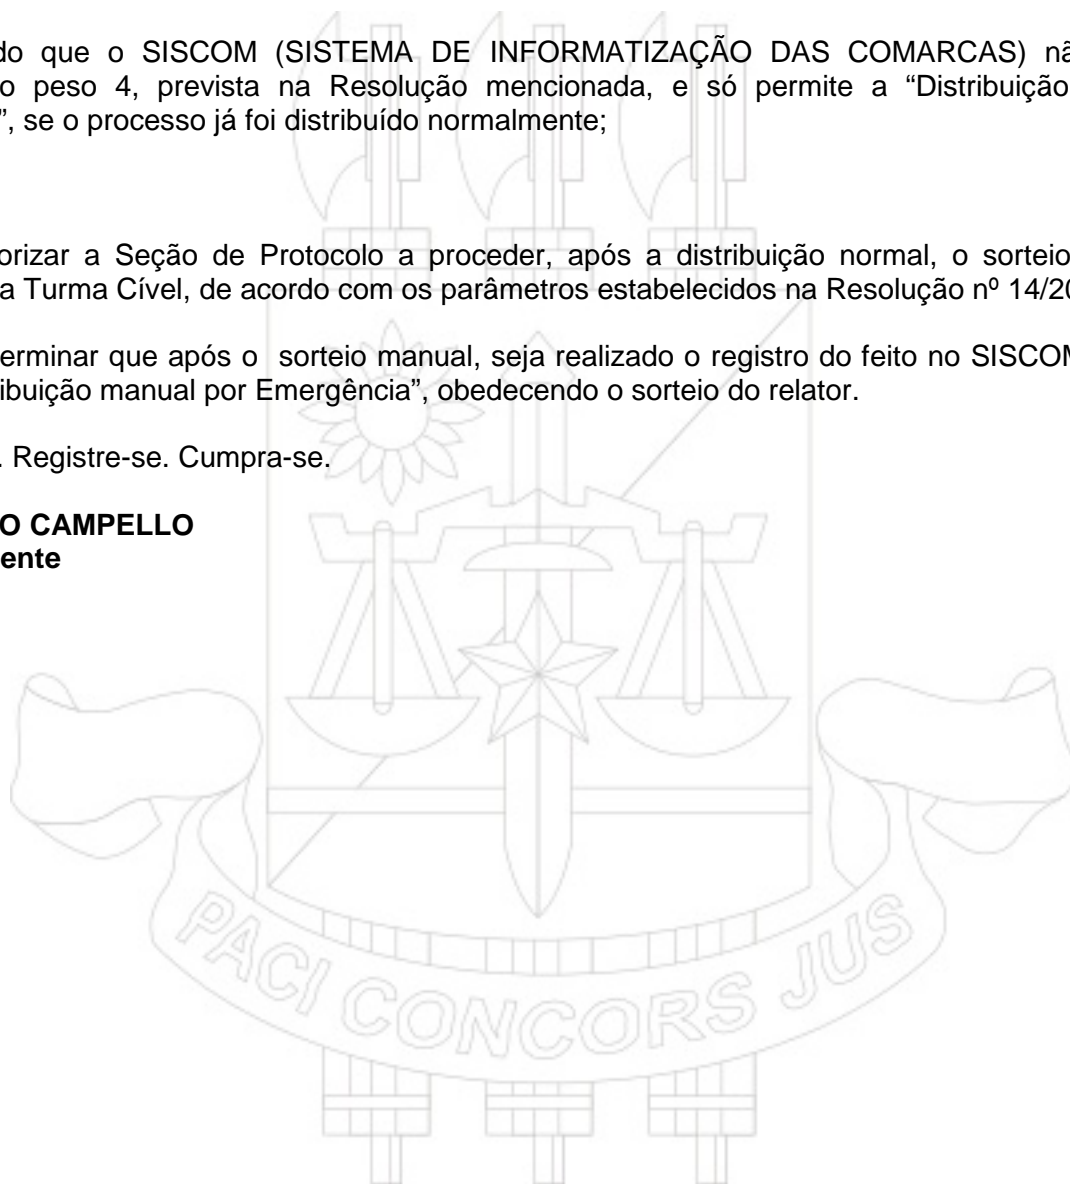 do que o SISCOM (SISTEMA DE INFORMATIZAÇÃO DAS COMARCAS) nã
o peso 4, prevista na Resolução mencionada, e só permite a “Distribuição
”, se o processo já foi distribuído normalmente;
orizar a Seção de Protocolo a proceder, após a distribuição normal, o sorteio
a Turma Cível, de acordo com os parâmetros estabelecidos na Resolução nº 14/20
erminar que após o sorteio manual, seja realizado o registro do feito no SISCOM
ribuição manual por Emergência”, obedecendo o sorteio do relator.
. Registre-se. Cumpra-se.
O CAMPELLO
ente
PACI CONCORS JUS